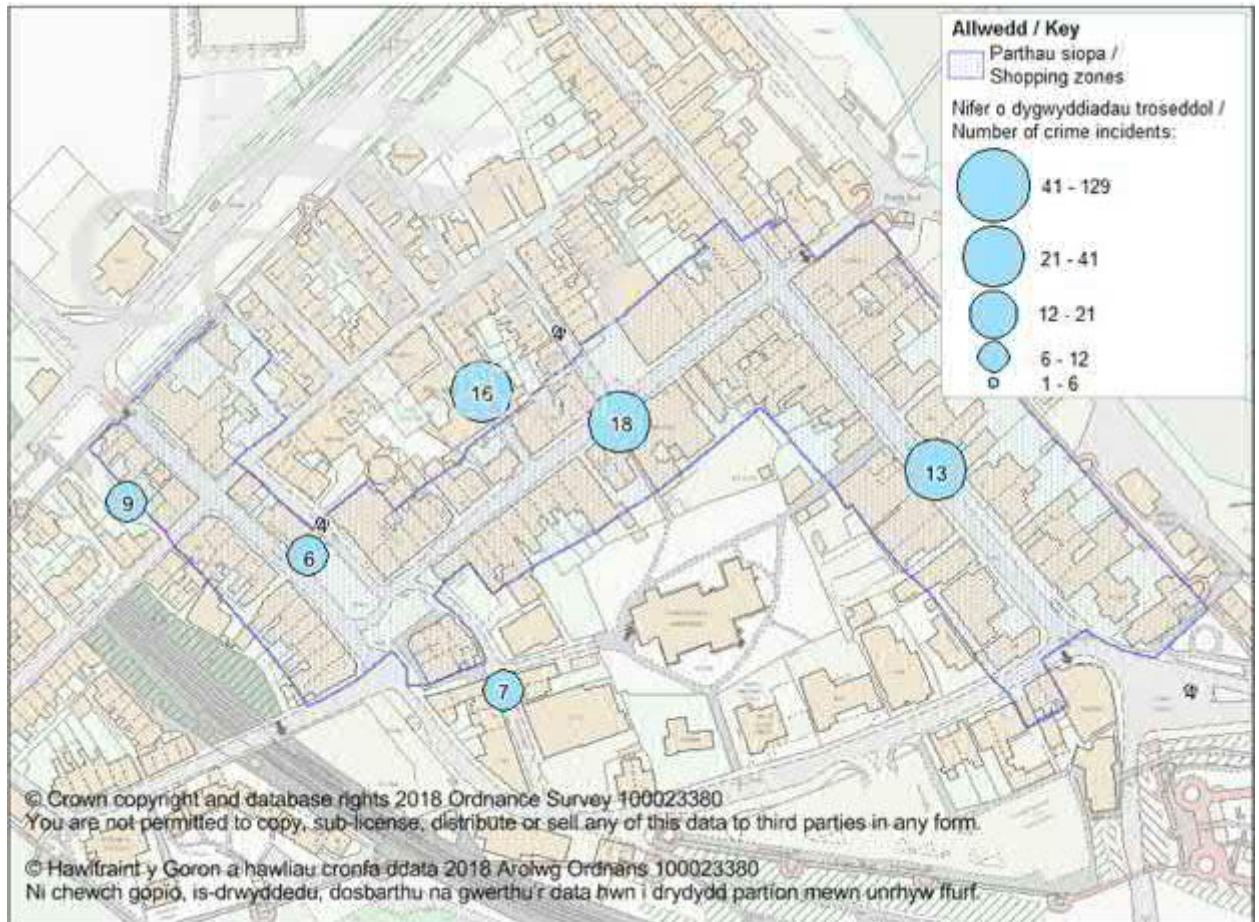 Allwedd / Key
Parthau siopa /
Shopping zones
Nifer o dygwyddiadau troseddol /
Number of crime incidents:
41 - 129
21 - 41
12 - 21
6 - 12
1 - 6
16
18
13
9
6
7
© Crown copyright and database rights 2018 Ordnance Survey 100023380
You are not permitted to copy, sub-license, distribute or sell any of this data to third parties in any form.
© Hawlfraint y Goron a hawliau cronfa ddata 2018 Arolwg Ordnans 100023380
Ni chewch gopïo, is-drwyddedu, dosbarthu na gwerthu'r data hwn i drydydd partïon mewn unrhyw ffurf.